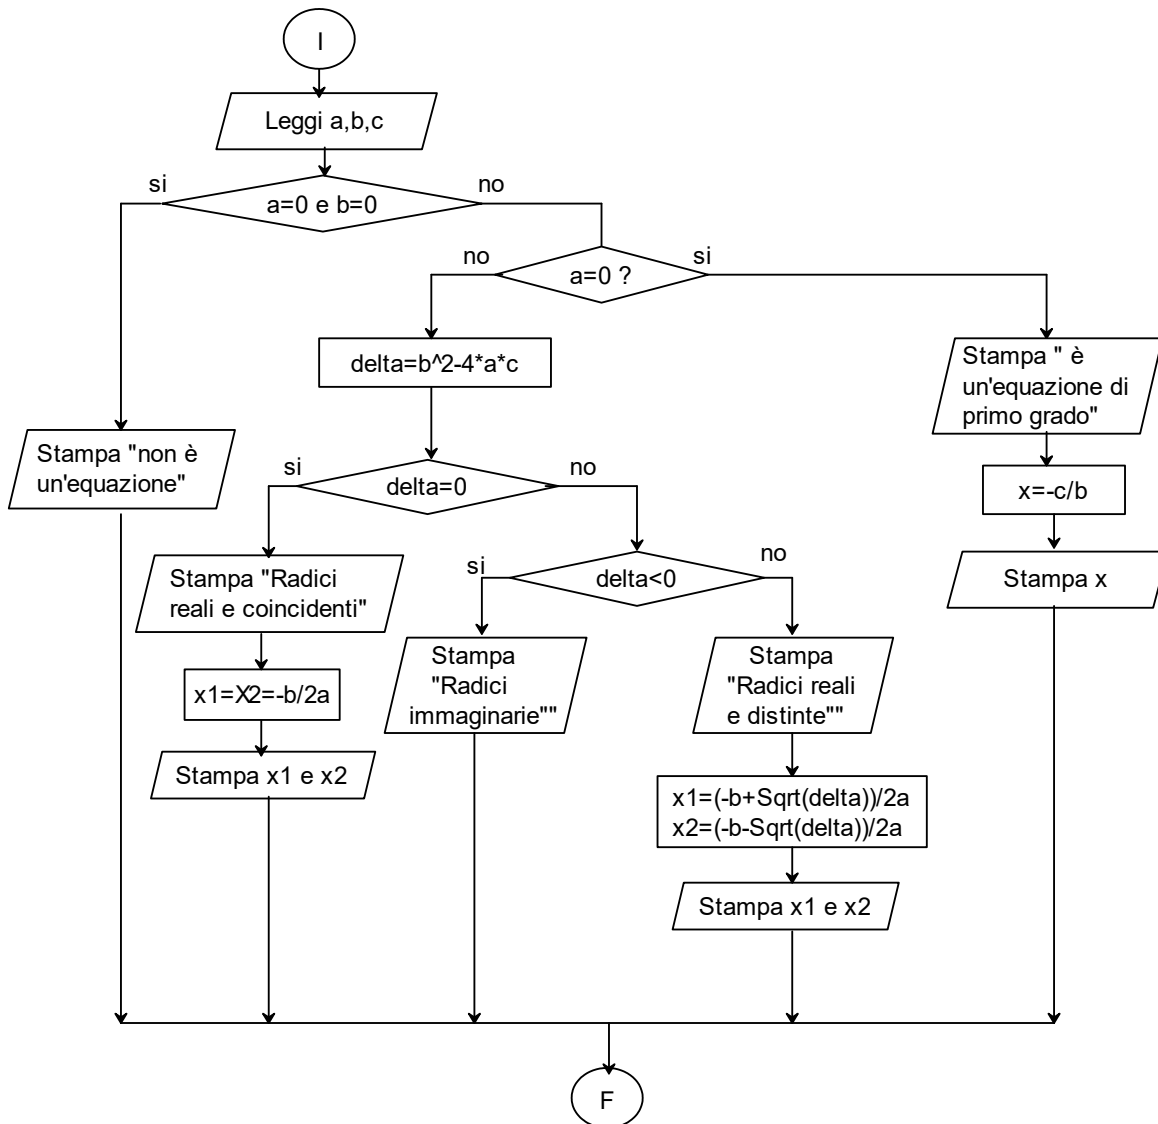 I
Leggi a,b,c
si
no
a=0 e b=0
no
si
a=0 ?
delta=b^2-4*a*c
Stampa " è
un'equazione di
primo grado"
Stampa "non è
un'equazione"
si
no
delta=0
x=-c/b
si
no
delta<0
Stampa "Radici
reali e coincidenti"
Stampa x
Stampa
"Radici
immaginarie""
Stampa
"Radici reali
e distinte""
x1=X2=-b/2a
Stampa x1 e x2
x1=(-b+Sqrt(delta))/2a
x2=(-b-Sqrt(delta))/2a
Stampa x1 e x2
F